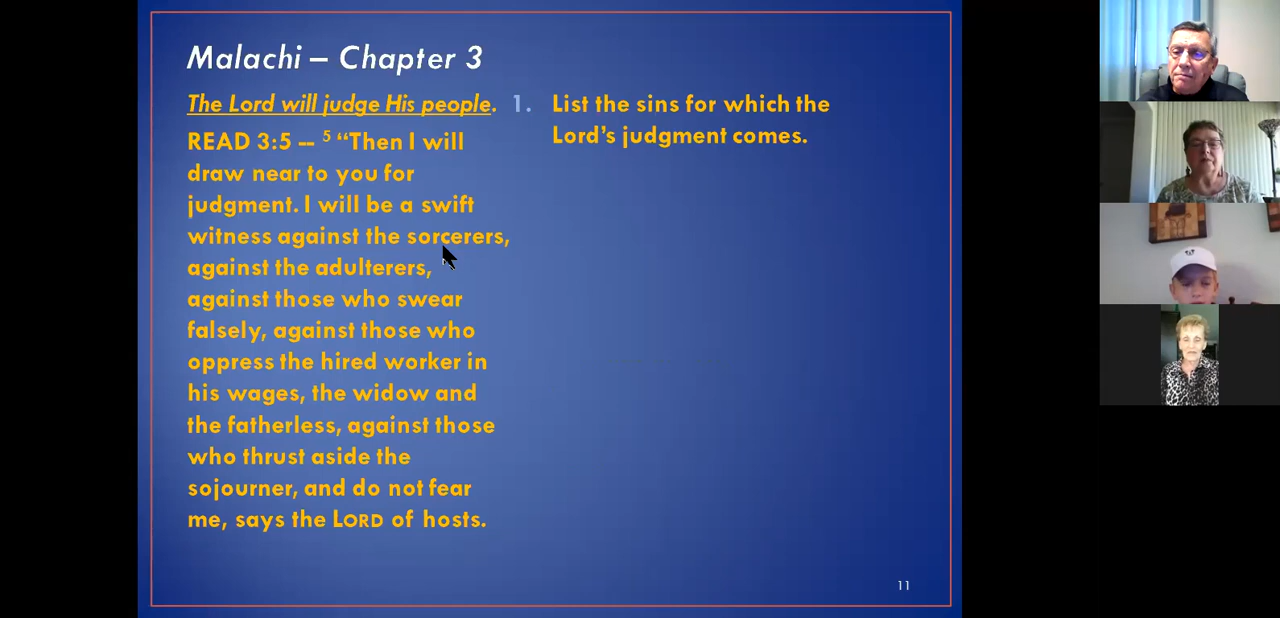 Malachi – Chapter 3
The Lord will judge His people.
READ 3:5 -- 5 “Then I will
draw near to you for
judgment. I will be a swift
witness against the sorcerers,
against the adulterers,
against those who swear
falsely, against those who
oppress the hired worker in
his wages, the widow and
the fatherless, against those
who thrust aside the
sojourner, and do not fear
me, says the LORD of hosts.
1. List the sins for which the
Lord’s judgment comes.
11